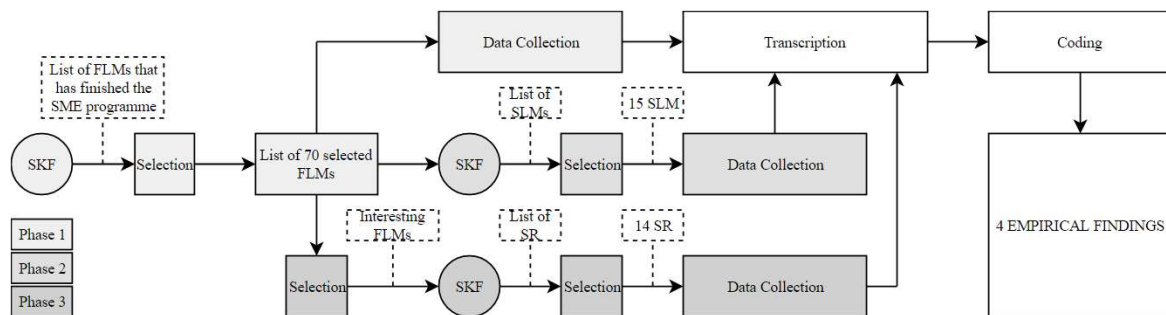 Data Collection
Transcription
Coding
List of FLMs that
has finished the
SME programme
List of
SLMs
15 SLM
SKF
Selection
List of 70 selected
FLMs
SKF
Selection
Data Collection
Interesting
FLMs
List of
SR
14 SR
4 EMPIRICAL FINDINGS
Phase 1
Phase 2
Phase 3
Selection
SKF
Selection
Data Collection